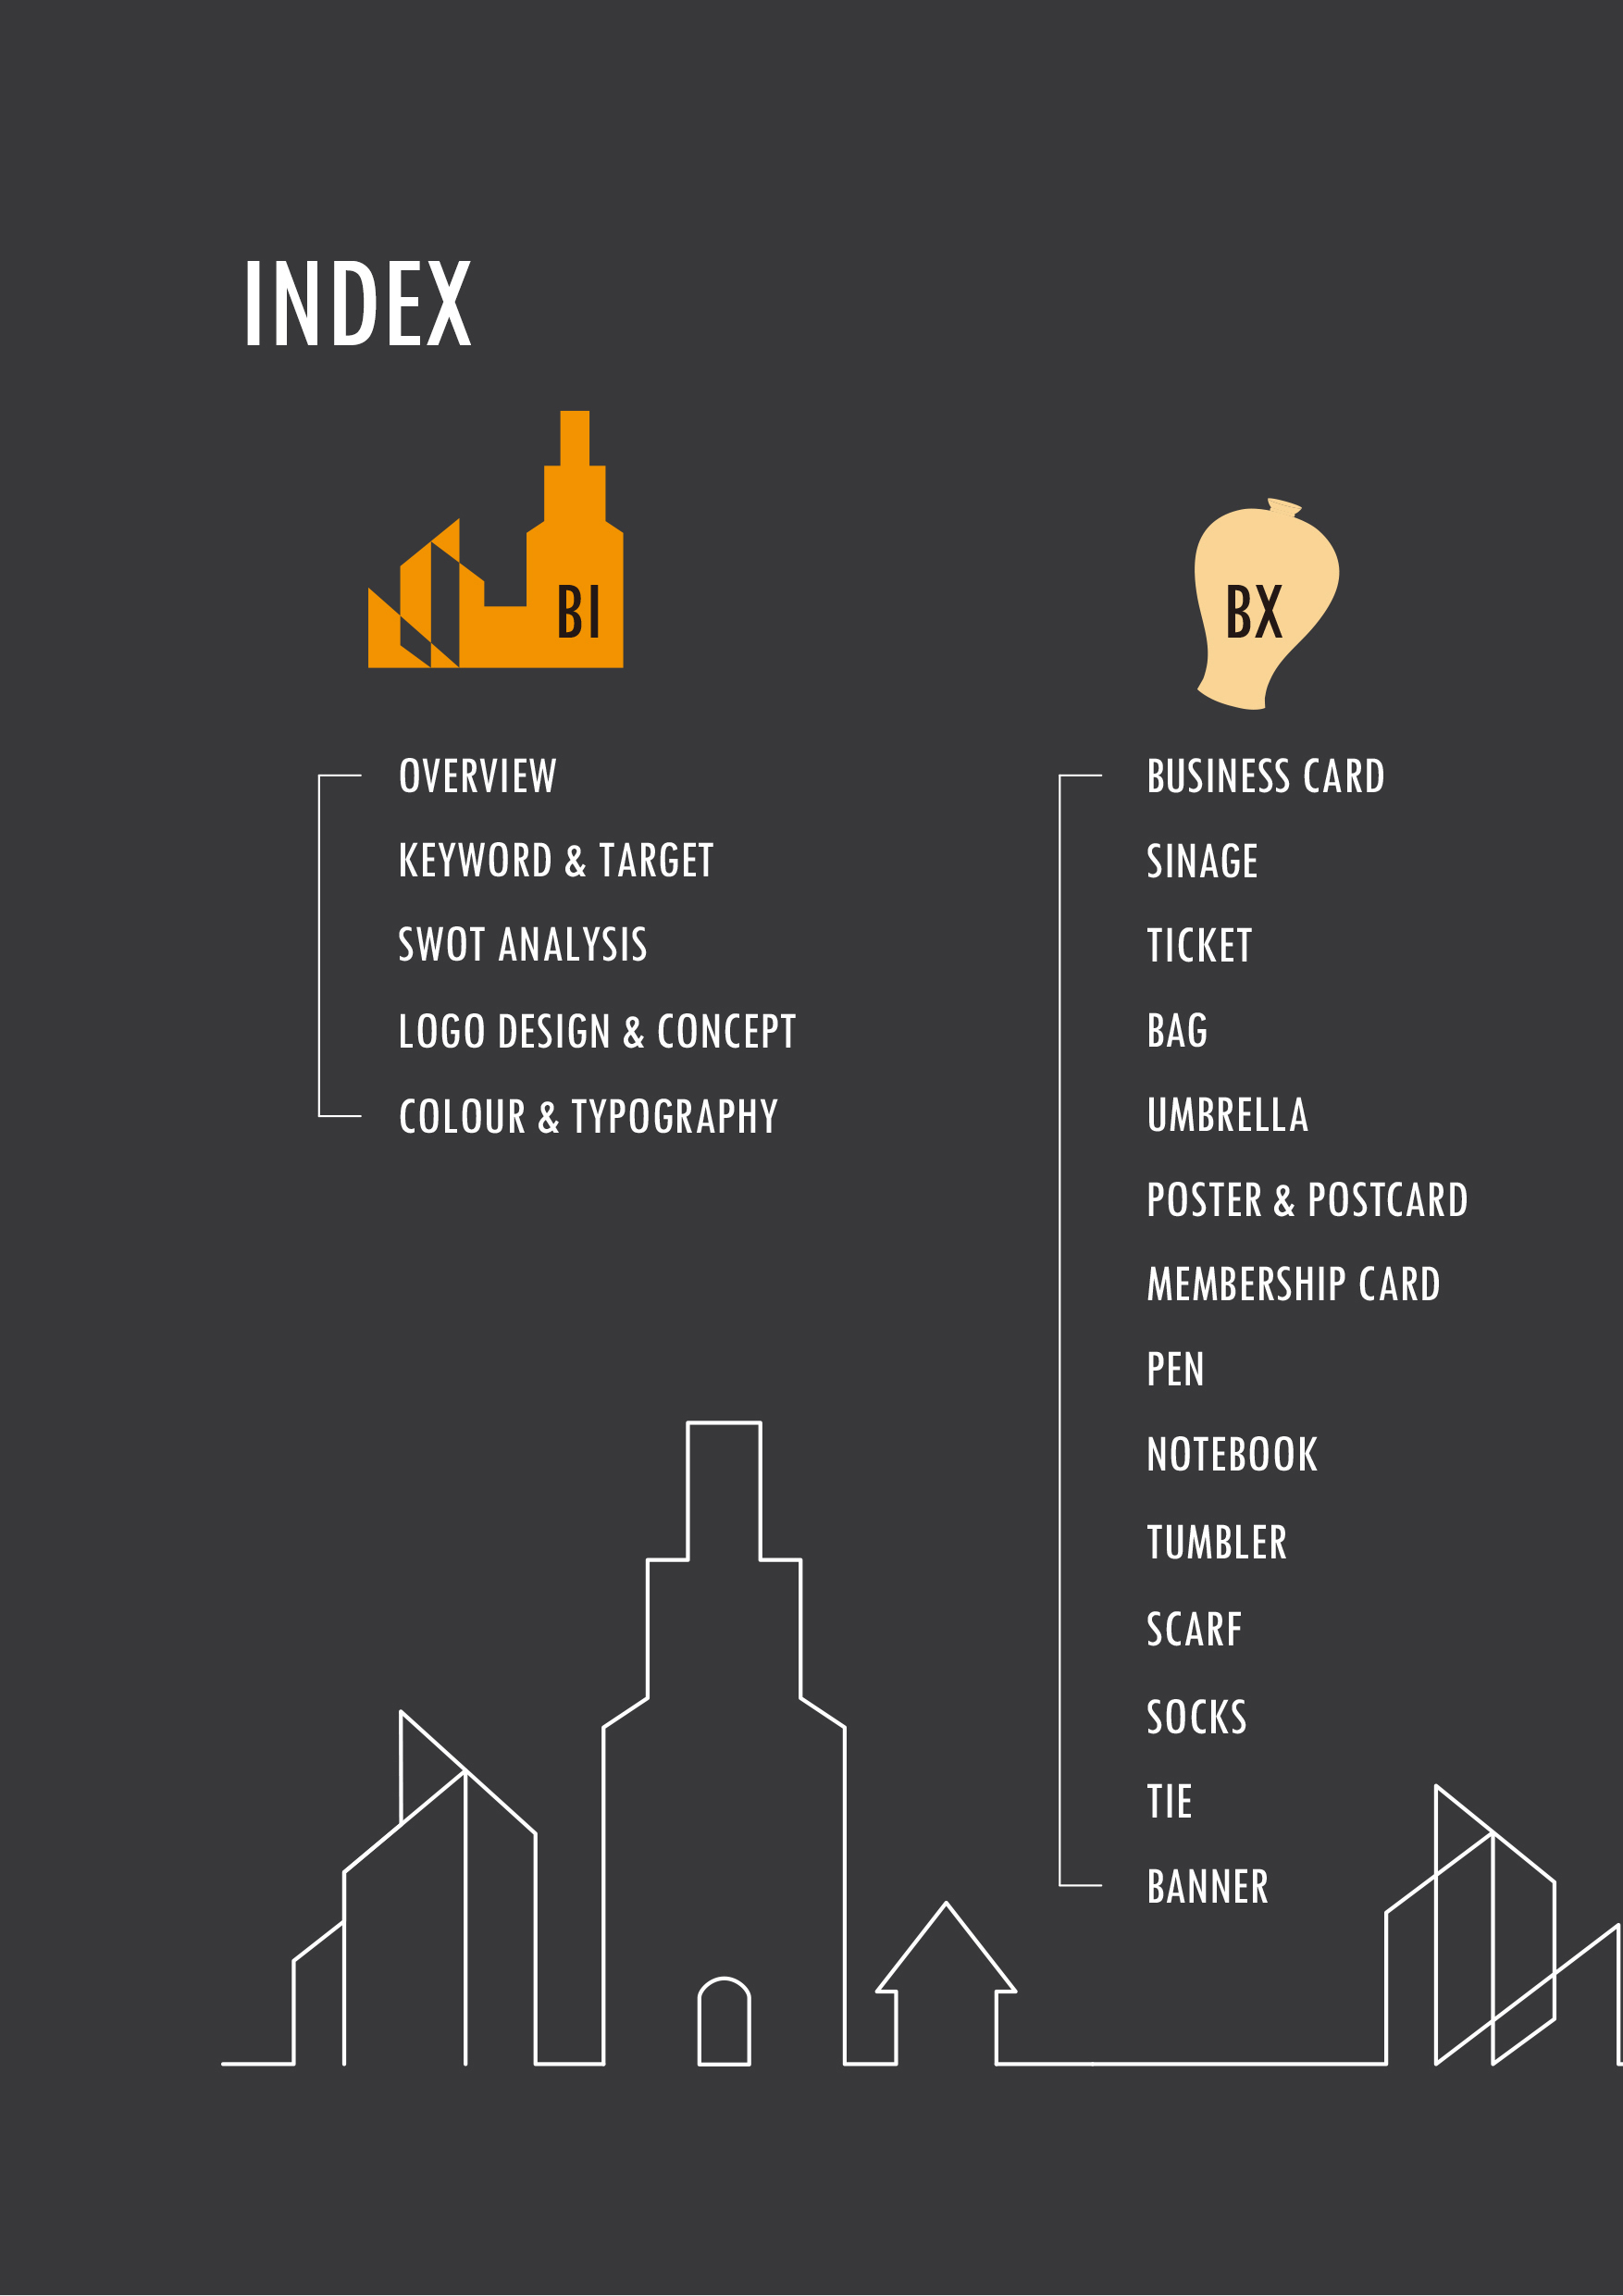 INDEX
BI
OVERVIEW
KEYWORD & TARGET
SWOT ANALYSIS
LOGO DESIGN & CONCEPT
COLOUR & TYPOGRAPHY
BX
BUSINESS CARD
SINAGE
TICKET
BAG
UMBRELLA
POSTER & POSTCARD
MEMBERSHIP CARD
PEN
NOTEBOOK
TUMBLER
SCARF
SOCKS
TIE
BANNER